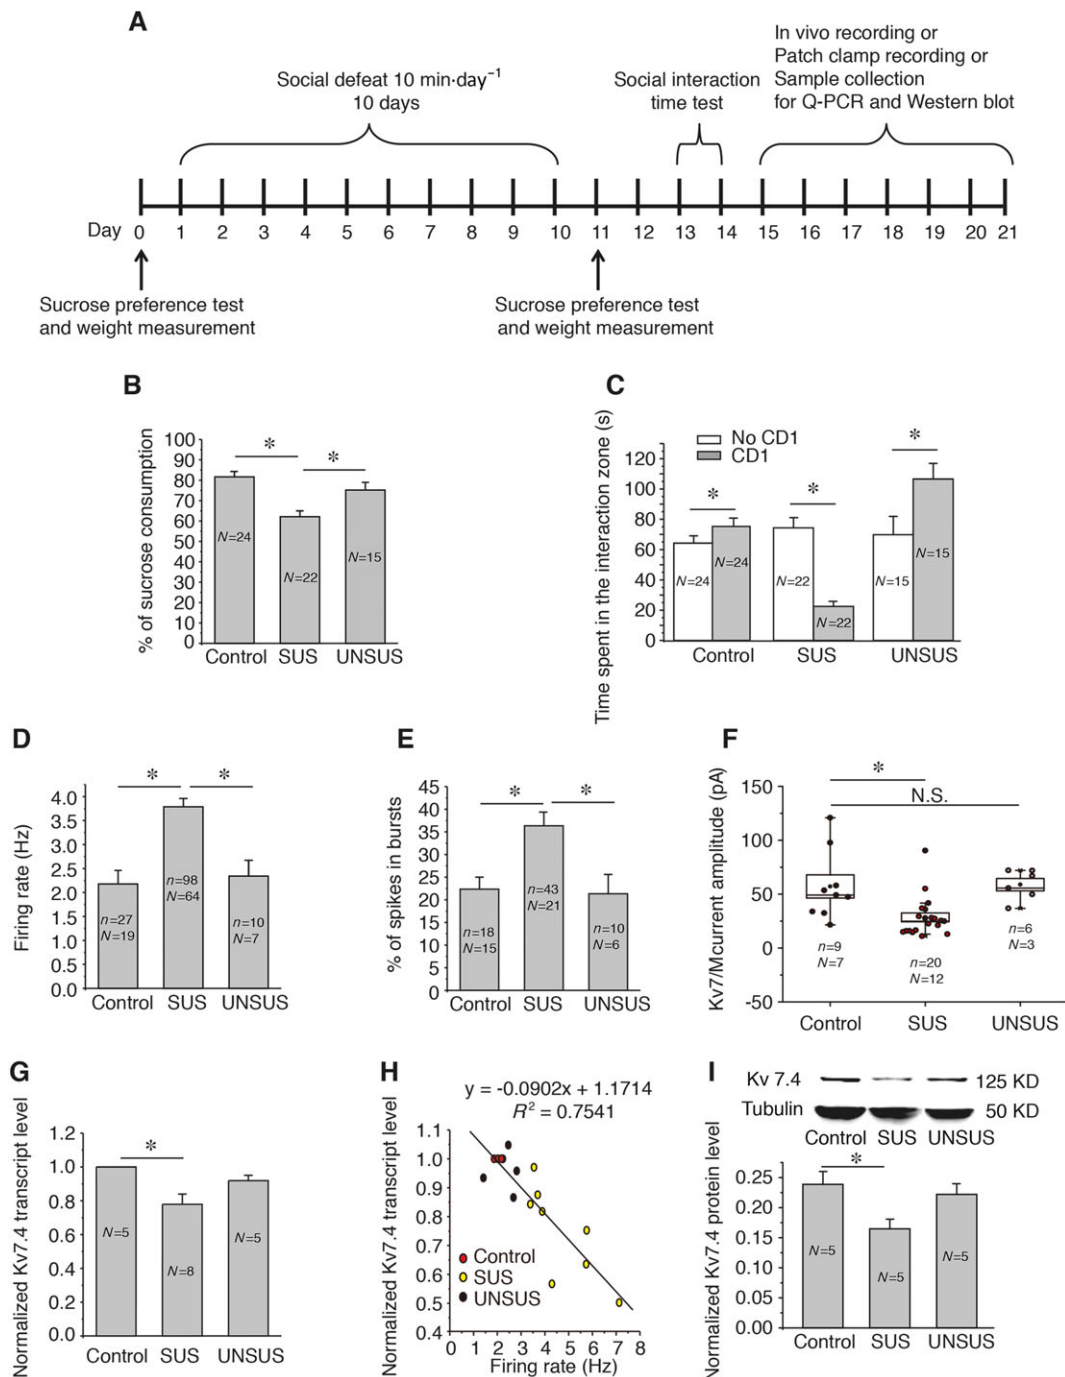 A
Social defeat 10 min·day⁻¹
10 days
Social interaction
time test
In vivo recording or
Patch clamp recording or
Sample collection
for Q-PCR and Western blot
Day 0 1 2 3 4 5 6 7 8 9 10 11 12 13 14 15 16 17 18 19 20 21
Sucrose preference test
and weight measurement
Sucrose preference test
and weight measurement
B
% of sucrose consumption
100
90
80
70
60
50
40
30
20
10
0
*
*
N=24
N=22
N=15
Control SUS UNSUS
C
Time spent in the interaction zone (s)
No CD1
CD1
120
100
80
60
40
20
0
*
*
*
N=24
N=24
N=22
N=22
N=15
N=15
Control SUS UNSUS
D
Firing rate (Hz)
4.0
3.5
3.0
2.5
2.0
1.5
1.0
0.5
0.0
*
*
n=27
N=19
n=98
N=64
n=10
N=7
Control SUS UNSUS
E
% of spikes in bursts
45
40
35
30
25
20
15
10
5
0
*
*
n=18
N=15
n=43
N=21
n=10
N=6
Control SUS UNSUS
F
Kv7/Mcurrent amplitude (pA)
150
100
50
0
-50
*
N.S.
n=9
N=7
n=20
N=12
n=6
N=3
Control SUS UNSUS
G
Normalized Kv7.4 transcript level
1.2
1.0
0.8
0.6
0.4
0.2
0.0
*
N=5
N=8
N=5
Control SUS UNSUS
H
y = -0.0902x + 1.1714
R² = 0.7541
Normalized Kv7.4 transcript level
1.1
1.0
0.9
0.8
0.7
0.6
0.5
0.4
Control
SUS
UNSUS
0 1 2 3 4 5 6 7 8
Firing rate (Hz)
I
Kv 7.4 125 KD
Tubulin 50 KD
Control SUS UNSUS
Normalized Kv7.4 protein level
0.25
0.20
0.15
0.10
0.05
0.00
*
N=5
N=5
N=5
Control SUS UNSUS